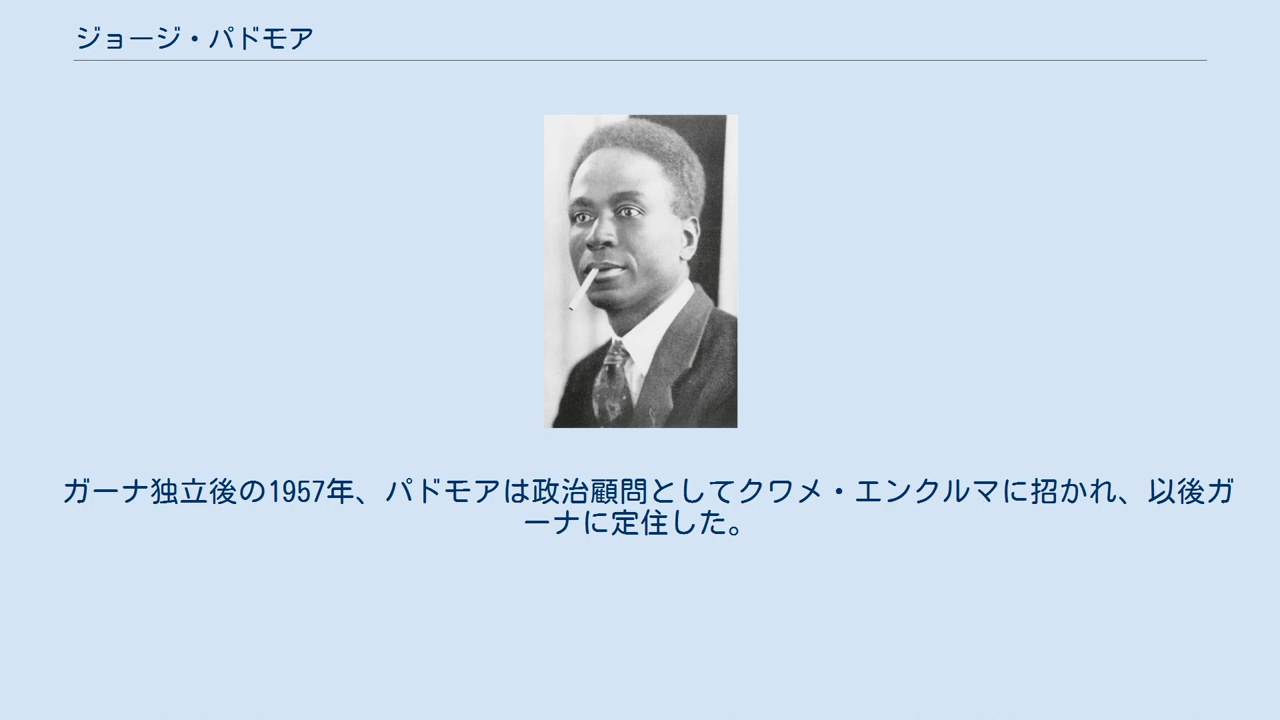 ジョージ・パドモア
ガーナ独立後の1957年、パドモアは政治顧問としてクワメ・エンクルマに招かれ、以後ガ
ーナに定住した。